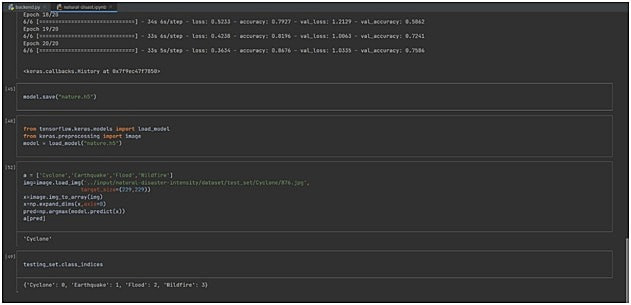 backend.py
natural-disast.ipynb
Epoch 18/20
6/6 [==============================] - 34s 6s/step - loss: 0.5233 - accuracy: 0.7927 - val_loss: 1.2129 - val_accuracy: 0.5862
Epoch 19/20
6/6 [==============================] - 33s 6s/step - loss: 0.4238 - accuracy: 0.8196 - val_loss: 1.0063 - val_accuracy: 0.7241
Epoch 20/20
6/6 [==============================] - 33s 5s/step - loss: 0.3634 - accuracy: 0.8676 - val_loss: 1.0335 - val_accuracy: 0.7586
<keras.callbacks.History at 0x7f9ec47f7850>
model.save("nature.h5")
from tensorflow.keras.models import load_model
from keras.preprocessing import image
model = load_model("nature.h5")
[52]
a = ['Cyclone','Earthquake','Flood','Wildfire']
img=image.load_img('../input/natural-disaster-intensity/dataset/test_set/Cyclone/876.jpg',
target_size=(229,229))
x=image.img_to_array(img)
x=np.expand_dims(x,axis=0)
pred=np.argmax(model.predict(x))
a[pred]
'Cyclone'
[49]
testing_set.class_indices
{'Cyclone': 0, 'Earthquake': 1, 'Flood': 2, 'Wildfire': 3}